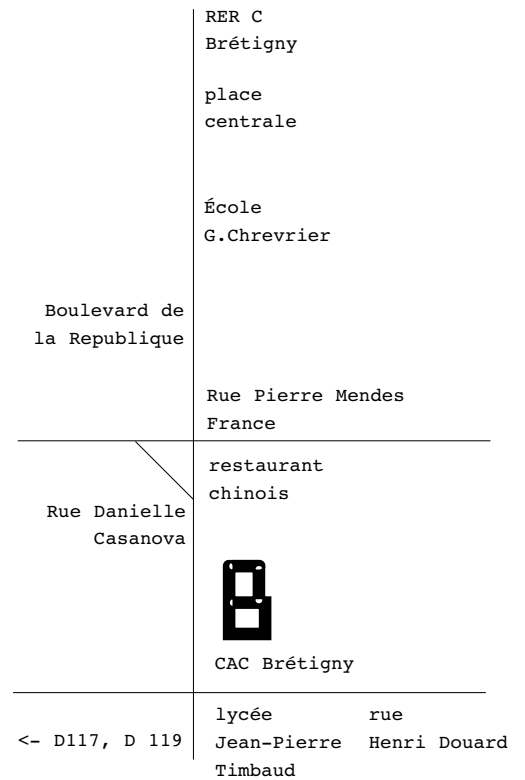 RER C
Brétigny
place
centrale
École
G.Chrevrier
Boulevard de
la Republique
Rue Pierre Mendes
France
restaurant
chinois
Rue Danielle
Casanova
CAC Brétigny
<- D117, D 119
lycée
Jean-Pierre
Timbaud
rue
Henri Douard